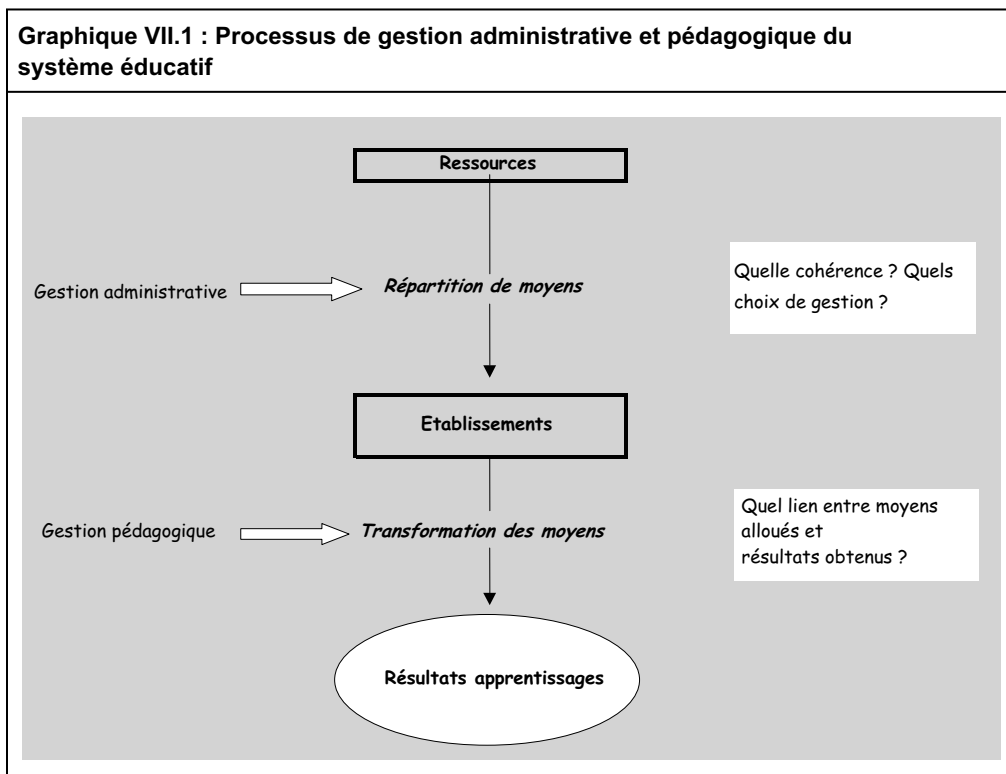 Graphique VII.1 : Processus de gestion administrative et pédagogique du
système éducatif
Ressources
Gestion administrative
Répartition de moyens
Quelle cohérence ? Quels
choix de gestion ?
Etablissements
Gestion pédagogique
Transformation des moyens
Quel lien entre moyens
alloués et
résultats obtenus ?
Résultats apprentissages